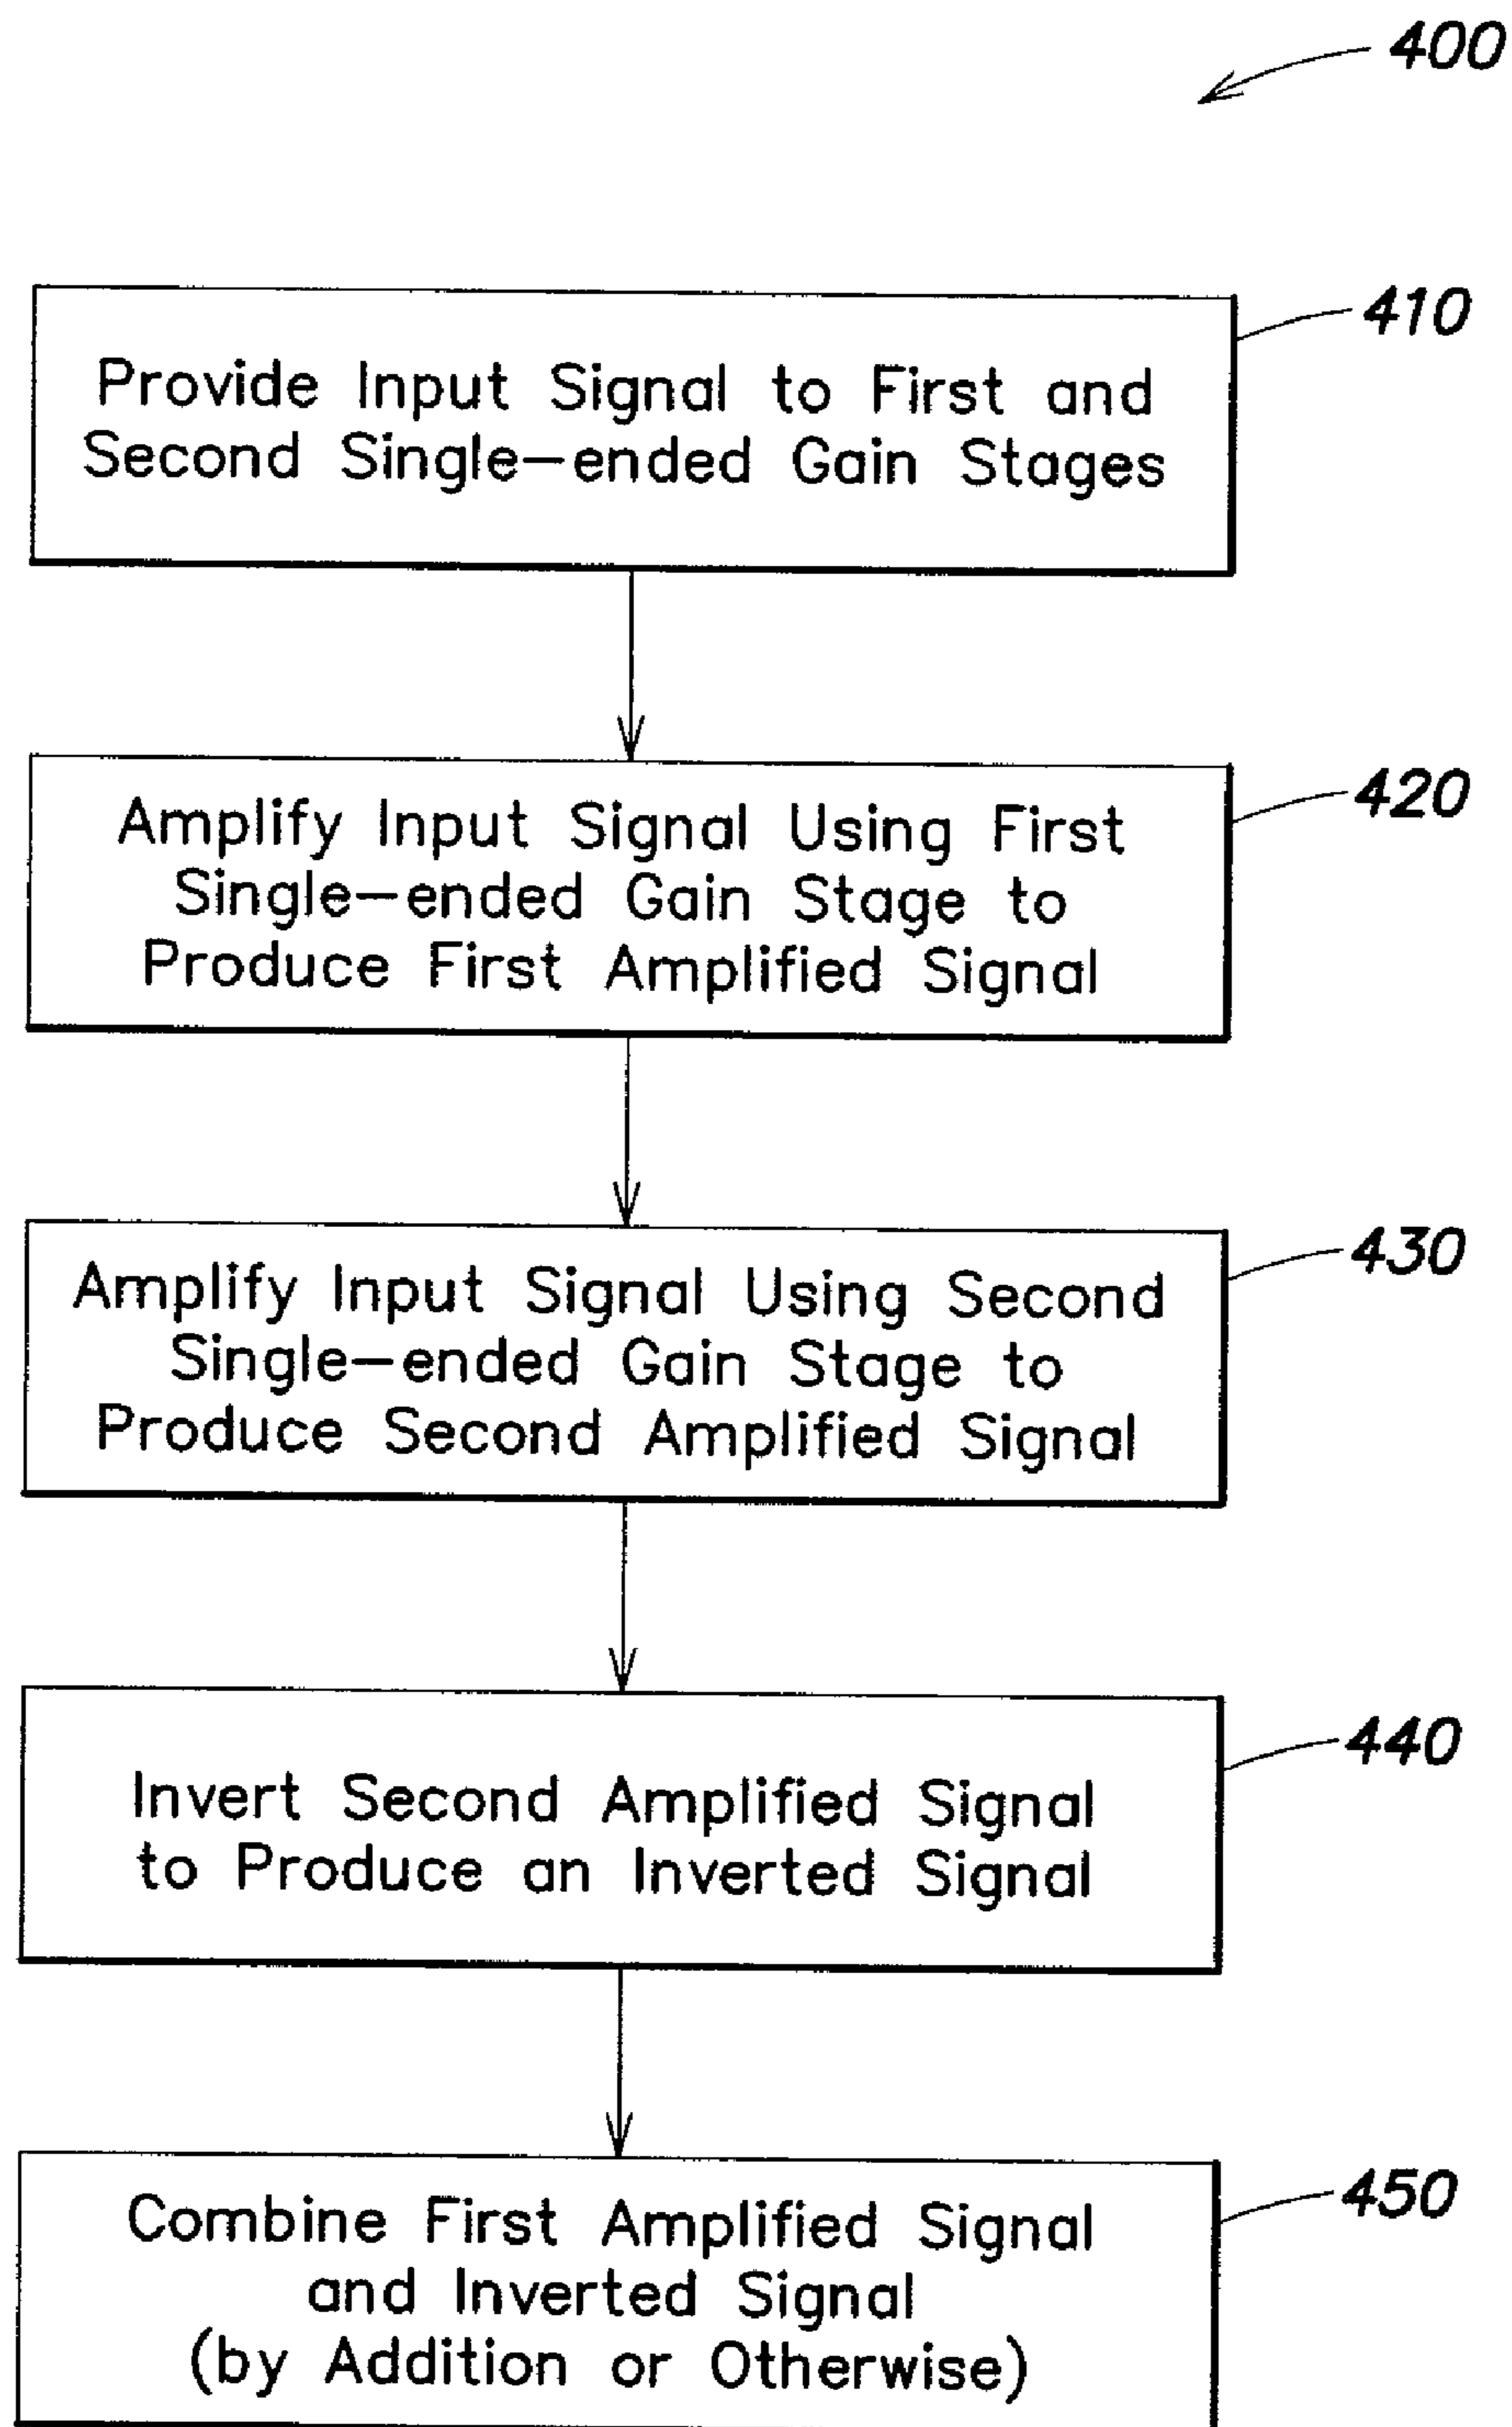 400
410
Provide Input Signal to First and
Second Single-ended Gain Stages
420
Amplify Input Signal Using First
Single-ended Gain Stage to
Produce First Amplified Signal
430
Amplify Input Signal Using Second
Single-ended Gain Stage to
Produce Second Amplified Signal
440
Invert Second Amplified Signal
to Produce an Inverted Signal
450
Combine First Amplified Signal
and Inverted Signal
(by Addition or Otherwise)